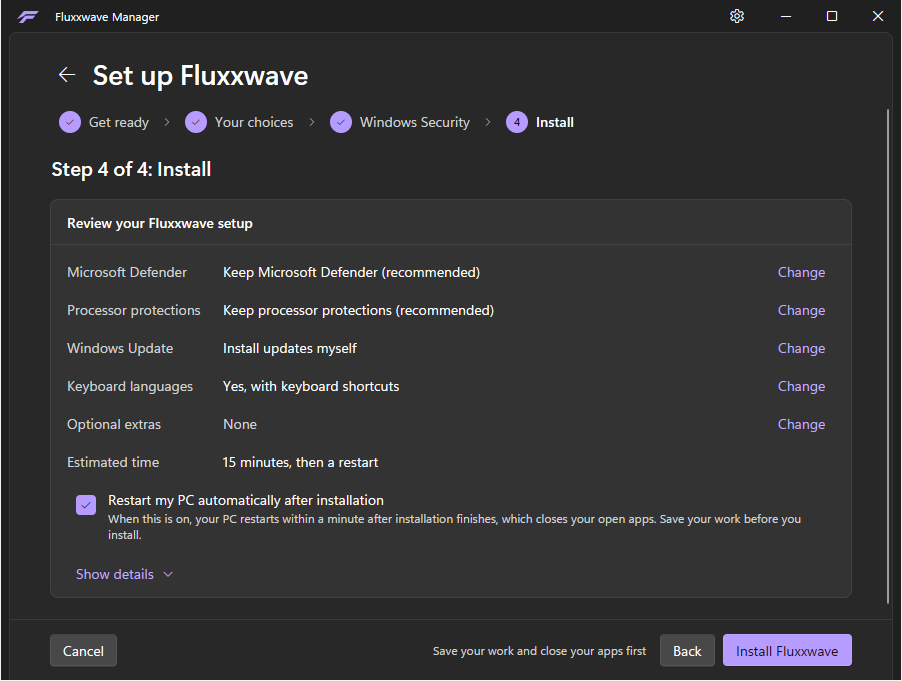 Fluxxwave Manager
Set up Fluxxwave
Get ready
Your choices
Windows Security
4 Install
Step 4 of 4: Install
Review your Fluxxwave setup
Microsoft Defender Keep Microsoft Defender (recommended) Change
Processor protections Keep processor protections (recommended) Change
Windows Update Install updates myself Change
Keyboard languages Yes, with keyboard shortcuts Change
Optional extras None Change
Estimated time 15 minutes, then a restart
Restart my PC automatically after installation
When this is on, your PC restarts within a minute after installation finishes, which closes your open apps. Save your work before you
install.
Show details
Cancel Save your work and close your apps first Back Install Fluxxwave